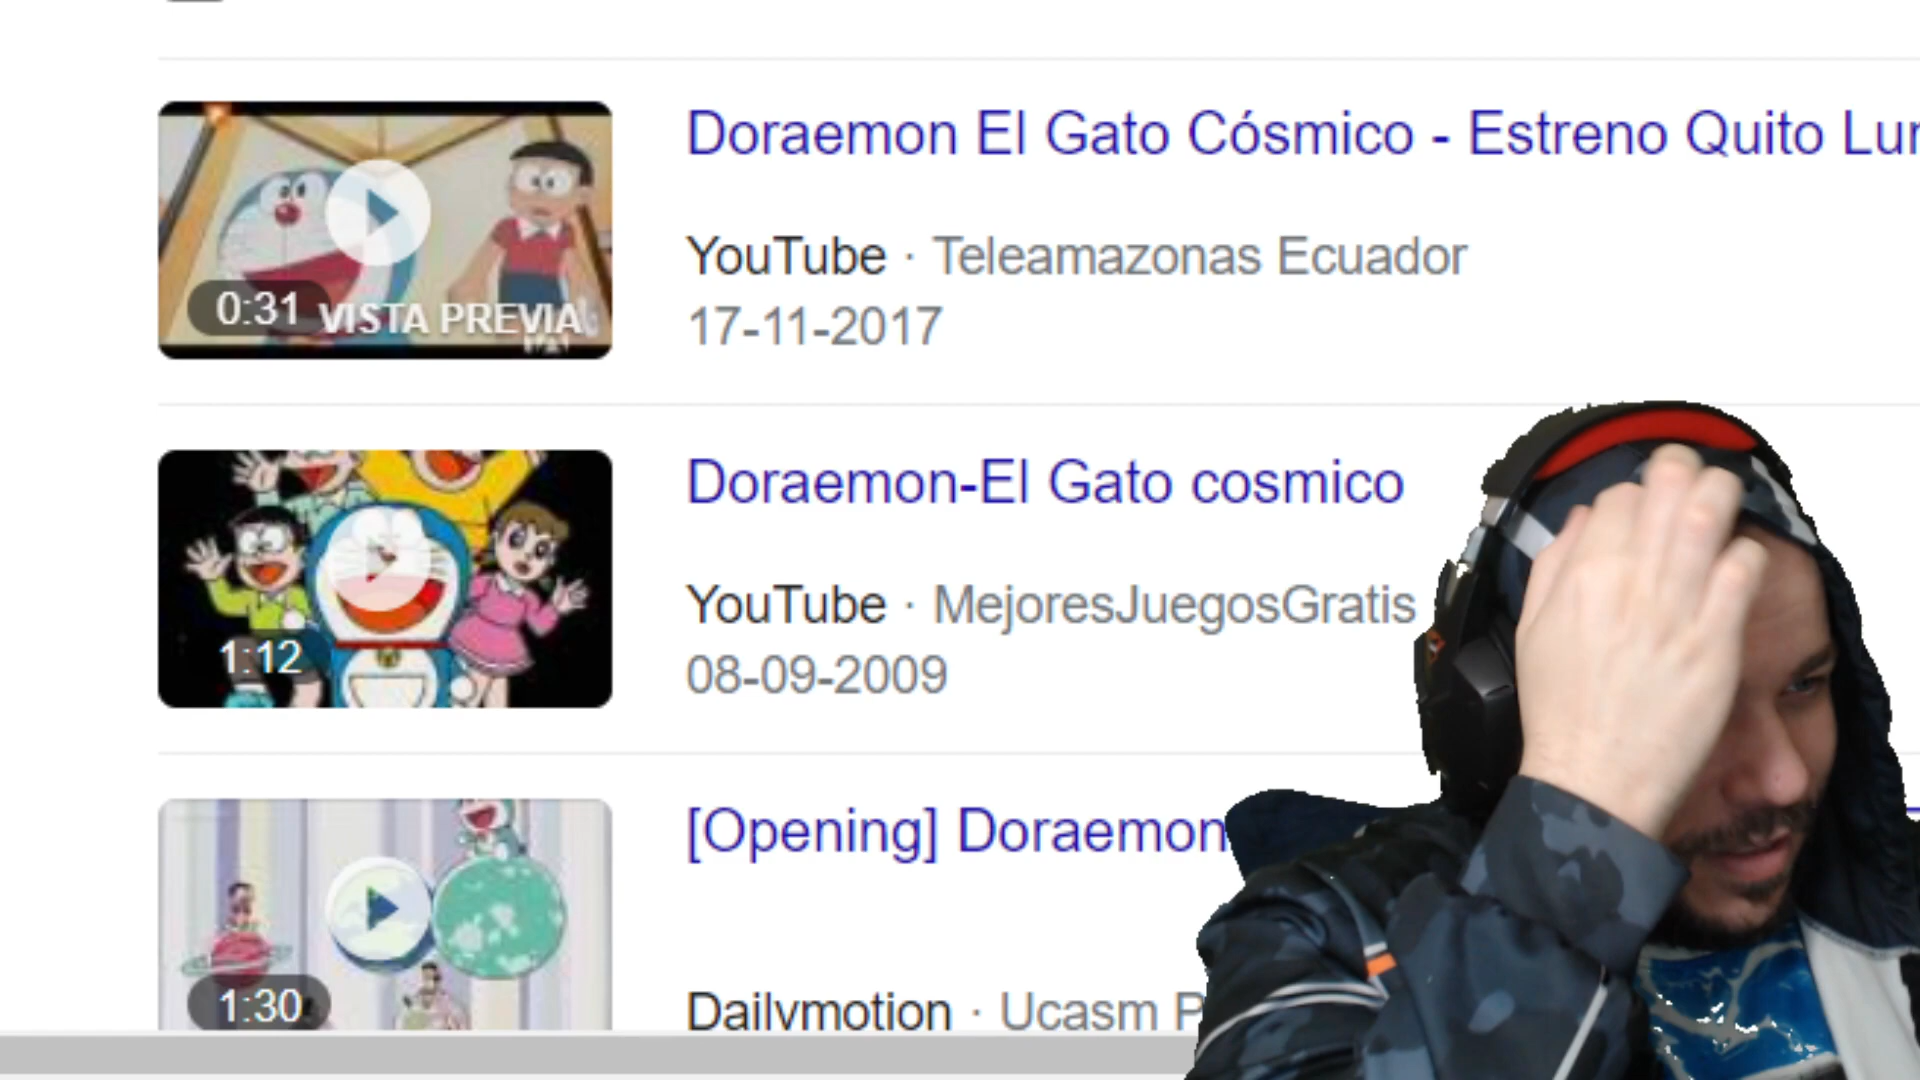 Doraemon El Gato Cósmico - Estreno Quito
YouTube · Teleamazonas Ecuador
17-11-2017
0:31 VISTA PREVIA
Doraemon-El Gato cosmico
YouTube · MejoresJuegosGratis
08-09-2009
1:12
[Opening] Doraemon
Dailymotion · Ucasm
1:30